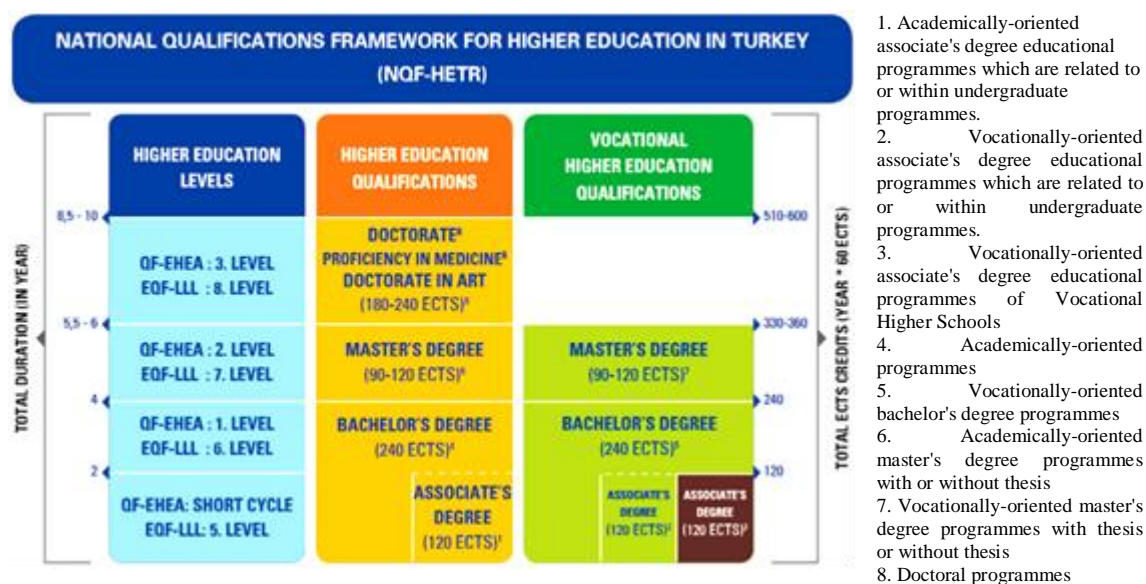 NATIONAL QUALIFICATIONS FRAMEWORK FOR HIGHER EDUCATION IN TURKEY
(NQF-HETR)
TOTAL DURATION (IN YEAR)
8,5 - 10
5,5 - 6
4
2
HIGHER EDUCATION
LEVELS
QF-EHEA : 3. LEVEL
EQF-LLL : 8. LEVEL
QF-EHEA : 2. LEVEL
EQF-LLL : 7. LEVEL
QF-EHEA : 1. LEVEL
EQF-LLL : 6. LEVEL
QF-EHEA: SHORT CYCLE
EQF-LLL: 5. LEVEL
HIGHER EDUCATION
QUALIFICATIONS
DOCTORATE
PROFICIENCY IN MEDICINE
DOCTORATE IN ART
(180-240 ECTS)
MASTER'S DEGREE
(90-120 ECTS)
BACHELOR'S DEGREE
(240 ECTS)
ASSOCIATE'S
DEGREE
(120 ECTS)¹
VOCATIONAL
HIGHER EDUCATION
QUALIFICATIONS
MASTER'S DEGREE
(90-120 ECTS)⁷
BACHELOR'S DEGREE
(240 ECTS)⁵
ASSOCIATE'S
DEGREE
(120 ECTS)²
ASSOCIATE'S
DEGREE
(120 ECTS)³
510-600
330-360
240
120
TOTAL ECTS CREDITS (YEAR * 60 ECTS)
1. Academically-oriented
associate's degree educational
programmes which are related to
or within undergraduate
programmes.
2. Vocationally-oriented
associate's degree educational
programmes which are related to
or within undergraduate
programmes.
3. Vocationally-oriented
associate's degree educational
programmes of Vocational
Higher Schools
4. Academically-oriented
programmes
5. Vocationally-oriented
bachelor's degree programmes
6. Academically-oriented
master's degree programmes
with or without thesis
7. Vocationally-oriented master's
degree programmes with thesis
or without thesis
8. Doctoral programmes